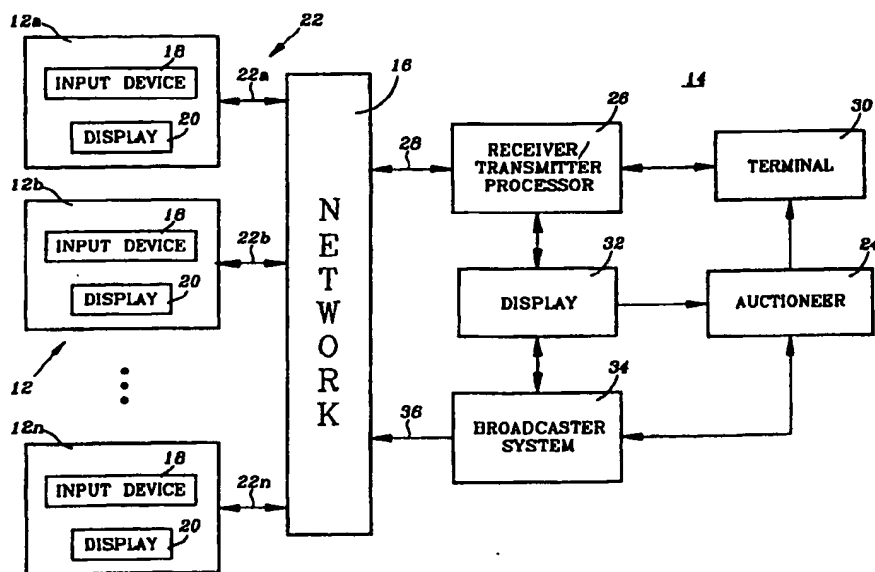 12a
18
INPUT DEVICE
20
DISPLAY
22a
22
16
14
26
RECEIVER/
TRANSMITTER
PROCESSOR
28
30
TERMINAL
12b
18
INPUT DEVICE
20
DISPLAY
22b
NETWORK
32
DISPLAY
24
AUCTIONEER
12
34
BROADCASTER
SYSTEM
36
12n
18
INPUT DEVICE
20
DISPLAY
22n